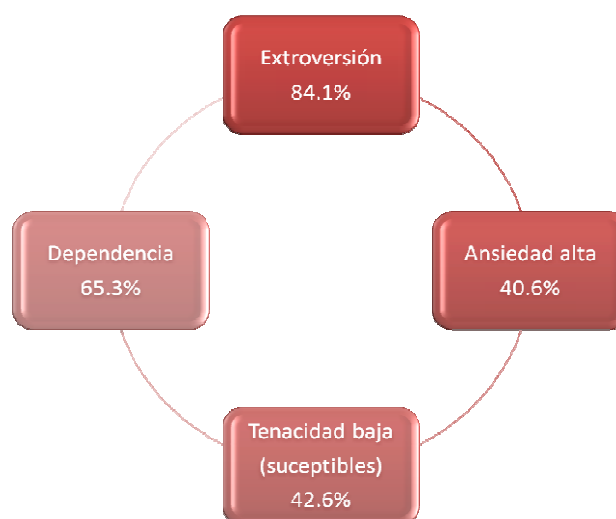 Extroversión
84.1%
Dependencia
65.3%
Ansiedad alta
40.6%
Tenacidad baja
(suceptibles)
42.6%